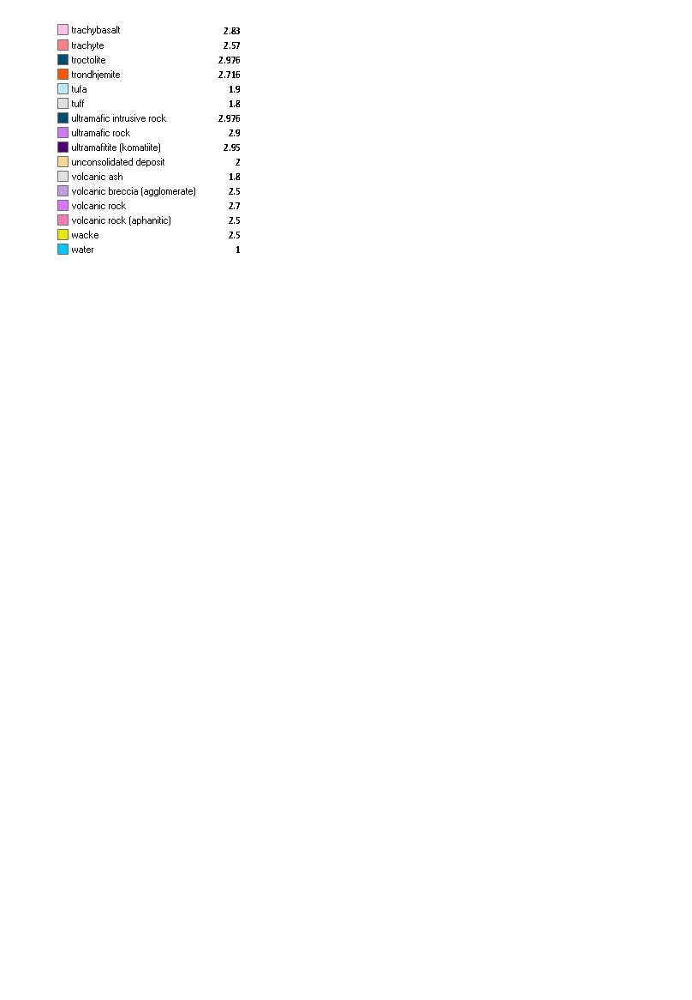 trachybasalt 2.83
trachyte 2.57
troctolite 2.976
trondhjemite 2.716
tufa 1.9
tuff 1.8
ultramafic intrusive rock 2.976
ultramafic rock 2.9
ultramafitite (komatiite) 2.95
unconsolidated deposit 2
volcanic ash 1.8
volcanic breccia (agglomerate) 2.5
volcanic rock 2.7
volcanic rock (aphanitic) 2.5
wacke 2.5
water 1